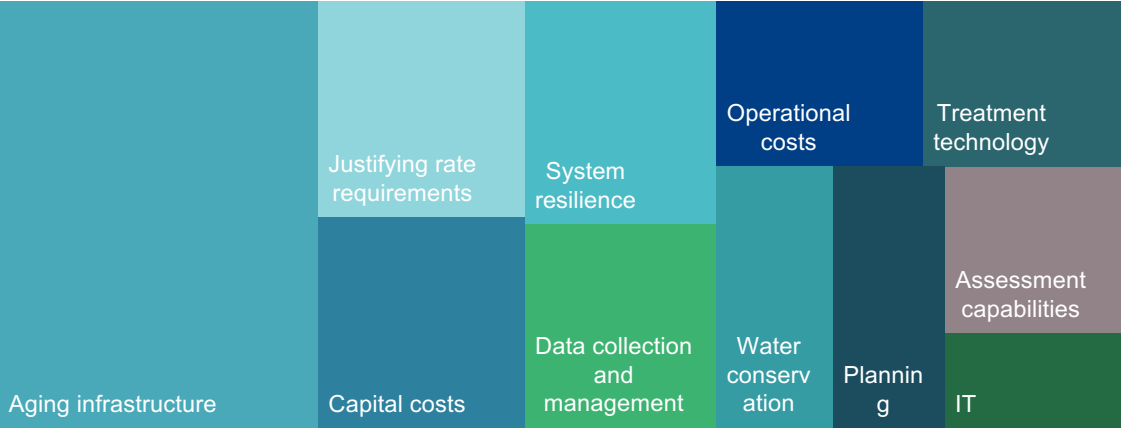 Aging infrastructure
Justifying rate
requirements
Capital costs
System
resilience
Data collection
and
management
Operational
costs
Treatment
technology
Water
conserv
ation
Plannin
g
Assessment
capabilities
IT